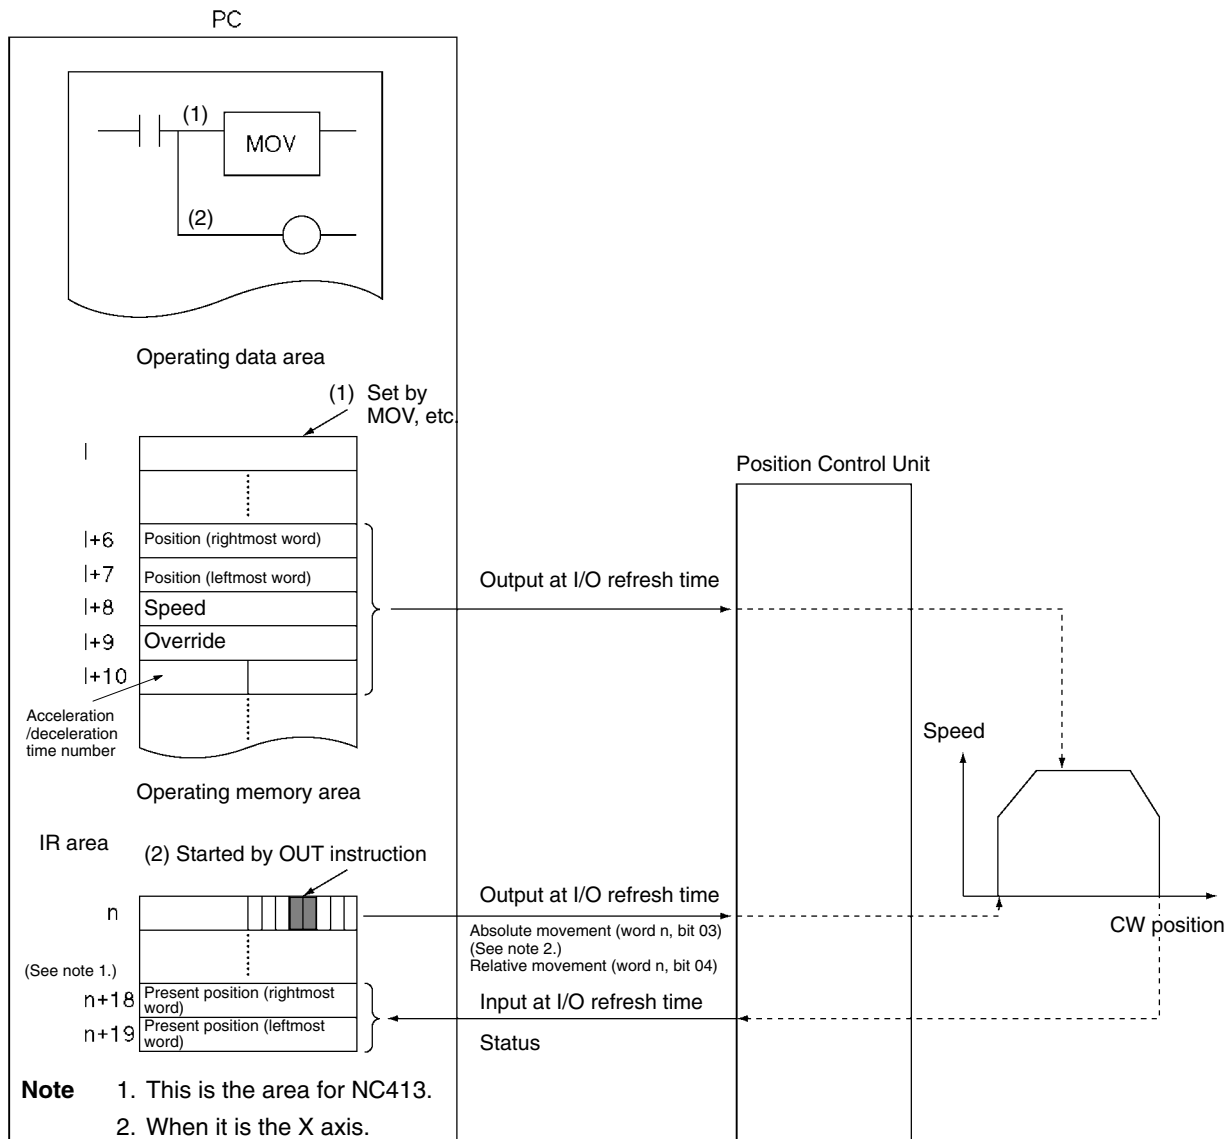 PC
(1)
MOV
(2)
Operating data area
(1) Set by
MOV, etc.
I
I+6 Position (rightmost word)
I+7 Position (leftmost word)
I+8 Speed
I+9 Override
I+10
Acceleration
/deceleration
time number
Operating memory area
IR area
(2) Started by OUT instruction
n
(See note 1.)
n+18 Present position (rightmost
word)
n+19 Present position (leftmost
word)
Position Control Unit
Output at I/O refresh time
Output at I/O refresh time
Absolute movement (word n, bit 03)
(See note 2.)
Relative movement (word n, bit 04)
Input at I/O refresh time
Status
Speed
CW position
Note 1. This is the area for NC413.
2. When it is the X axis.